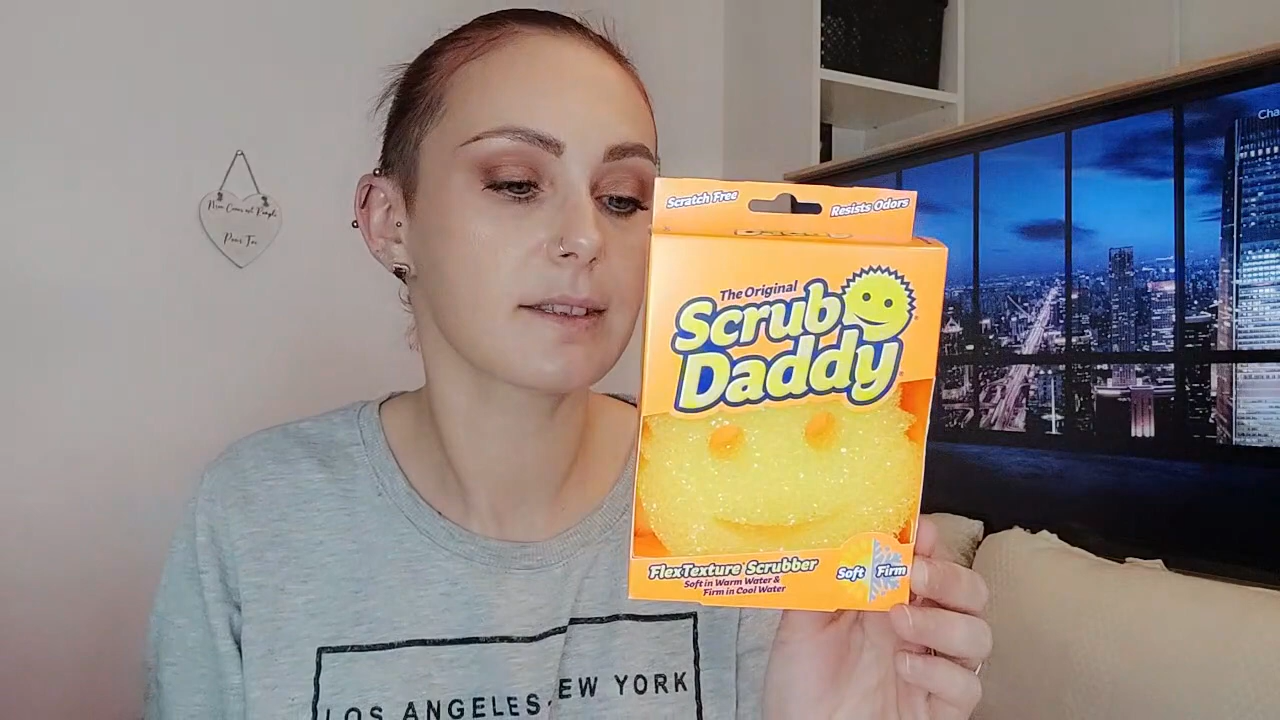 Scratch Free
Resists Odors
The Original
Scrub
Daddy
FlexTexture Scrubber
Soft in Warm Water &
Firm in Cool Water
Soft Firm
LOS ANGELES
EW YORK
Cha